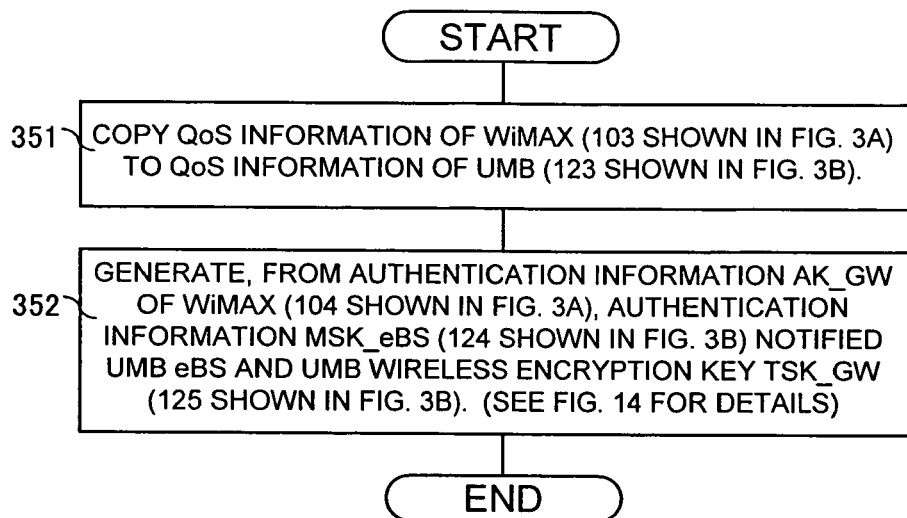 START
351
COPY QoS INFORMATION OF WiMAX (103 SHOWN IN FIG. 3A)
TO QoS INFORMATION OF UMB (123 SHOWN IN FIG. 3B).
352
GENERATE, FROM AUTHENTICATION INFORMATION AK_GW
OF WiMAX (104 SHOWN IN FIG. 3A), AUTHENTICATION
INFORMATION MSK_eBS (124 SHOWN IN FIG. 3B) NOTIFIED
UMB eBS AND UMB WIRELESS ENCRYPTION KEY TSK_GW
(125 SHOWN IN FIG. 3B). (SEE FIG. 14 FOR DETAILS)
END